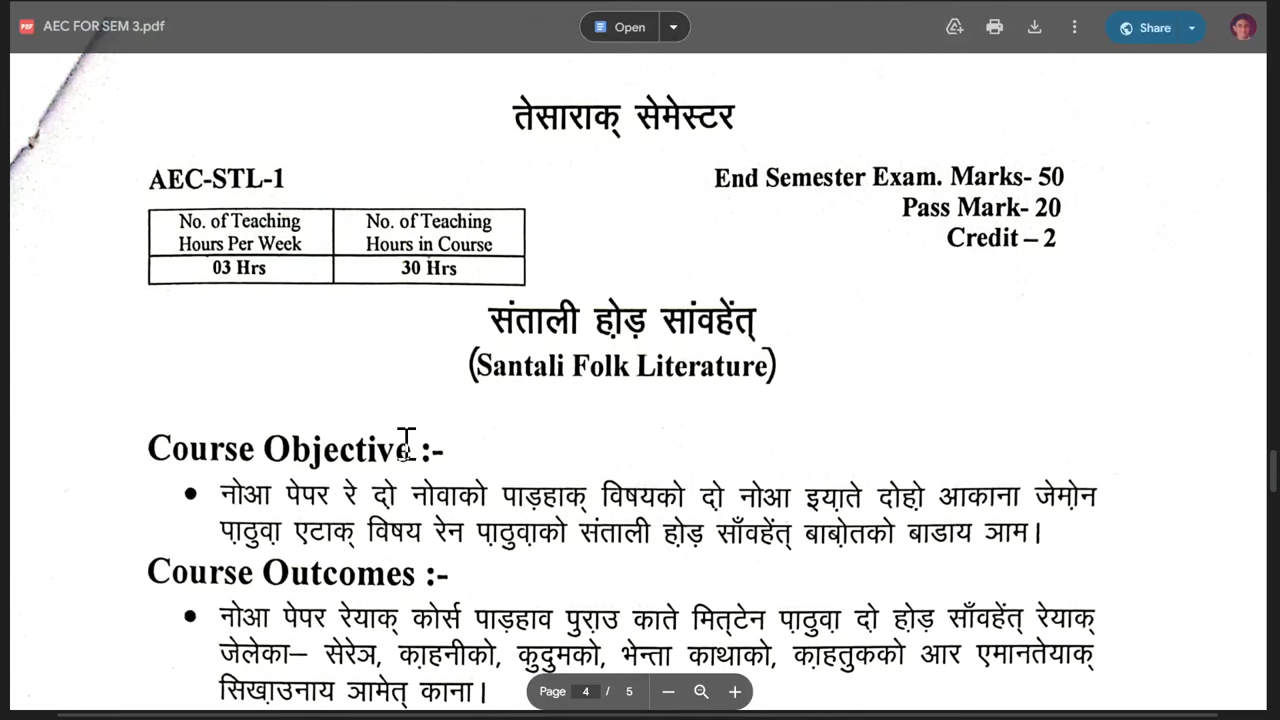 AEC FOR SEM 3.pdf
Open
Share
तेसाराक् सेमेस्टर
AEC-STL-1
End Semester Exam. Marks- 50
Pass Mark- 20
Credit – 2
No. of Teaching Hours Per Week
No. of Teaching Hours in Course
03 Hrs
30 Hrs
संताली हो़ड़ सांवहेंत्
(Santali Folk Literature)
Course Objective :-
• नोआ पेपर रे दो़ नोवाको पाड़हाक् विषयको दो़ नोआ इया़ते दोहो़ आकाना जेमो़न
पा़ठुवा़ एटाक् विषय रेन पा़ठुवा़को संताली हो़ड़ साँवहेंत् बाबो़तको बाडाय ञाम।
Course Outcomes :-
• नोआ पेपर रेयाक् कोर्स पाड़हाव पुरा़उ काते मित्‌टेन पा़ठुवा़ दो़ हो़ड़ साँवहेंत् रेयाक्
जेलेका– सेरेञ, का़हनीको, कुदुमको, भेन्ता काथाको, का़हतुकको आर एमानतेयाक्
सिखा़उनाय ञामेत् काना।
Page 4 / 5